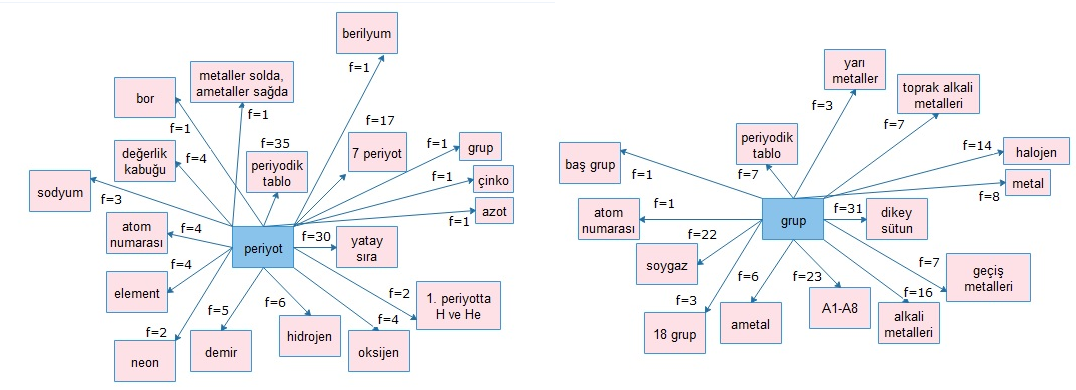 berilyum
f=1
metaller solda,
ametaller sağda
f=1
bor
f=1
f=35
periyodik
tablo
f=17
7 periyot
f=1
grup
değerlik
kabuğu
f=4
f=1
çinko
sodyum
f=3
f=1
azot
atom
numarası
f=4
periyot
f=30
yatay
sıra
element
f=4
f=2
1. periyotta
H ve He
f=2
neon
f=5
demir
f=6
hidrojen
f=4
oksijen
yarı
metaller
f=3
toprak alkali
metalleri
f=7
periyodik
tablo
f=7
f=14
halojen
baş grup
f=1
metal
f=8
atom
numarası
f=1
grup
f=31
dikey
sütun
f=22
soygaz
f=7
geçiş
metalleri
f=3
18 grup
f=6
ametal
f=23
A1-A8
f=16
alkali
metalleri